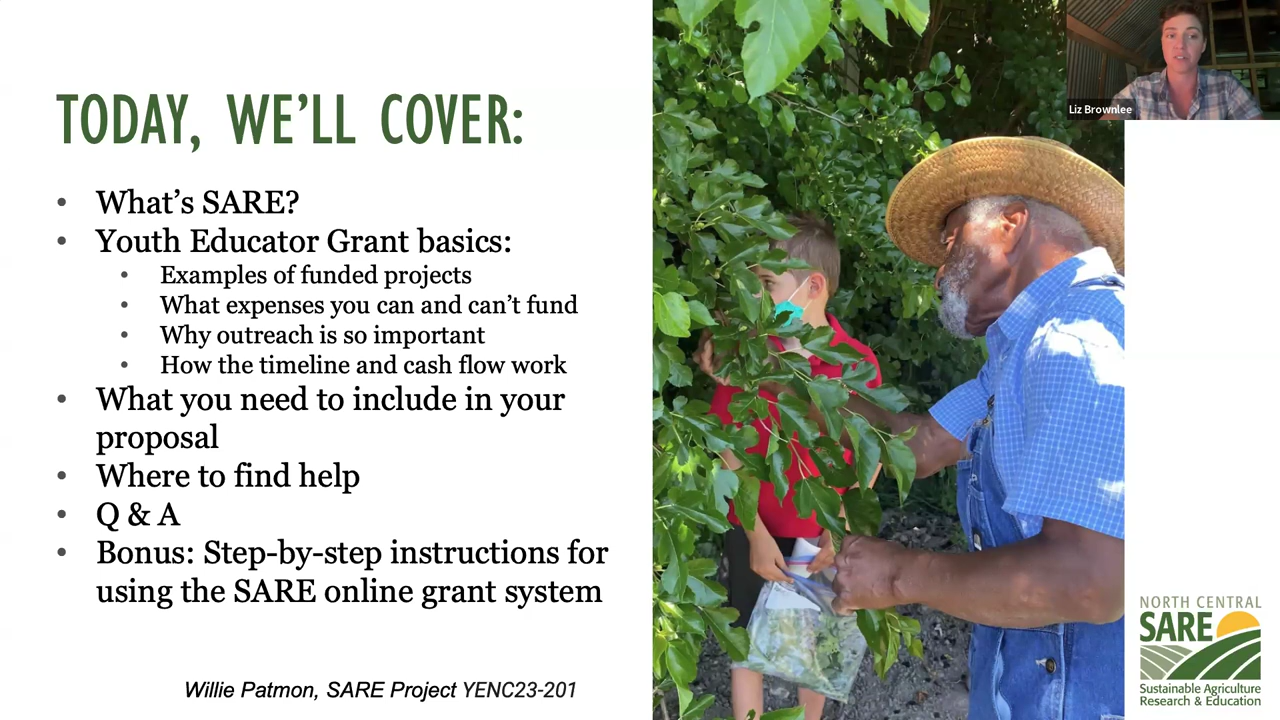 TODAY, WE'LL COVER:
• What's SARE?
• Youth Educator Grant basics:
• Examples of funded projects
• What expenses you can and can't fund
• Why outreach is so important
• How the timeline and cash flow work
• What you need to include in your
proposal
• Where to find help
• Q & A
• Bonus: Step-by-step instructions for
using the SARE online grant system
Willie Patmon, SARE Project YENC23-201
Liz Brownlee
NORTH CENTRAL
SARE
Sustainable Agriculture
Research & Education